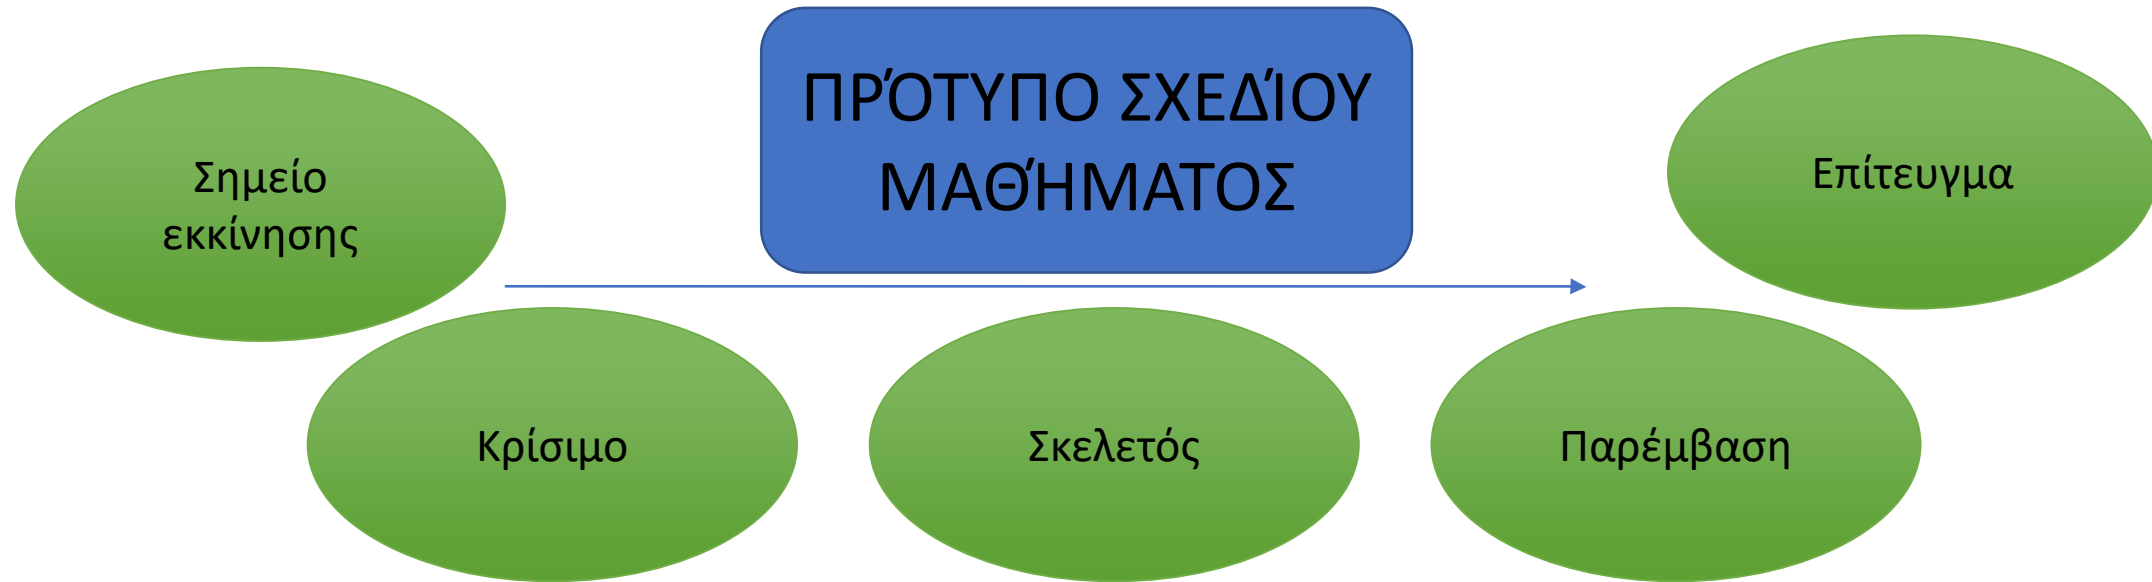 ΠΡΌΤΥΠΟ ΣΧΕΔΊΟΥ
ΜΑΘΉΜΑΤΟΣ
Σημείο
εκκίνησης
Επίτευγμα
Κρίσιμο
Σκελετός
Παρέμβαση